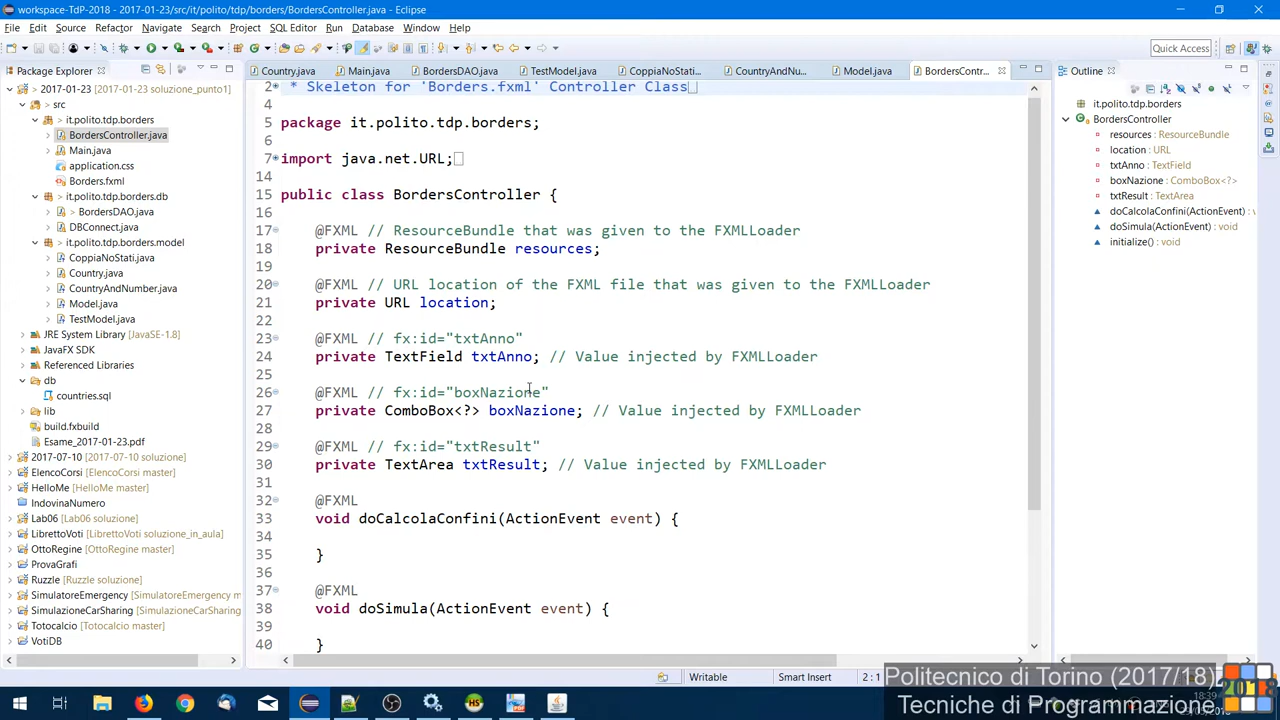 workspace-TdP-2018 - 2017-01-23/src/it/polito/tdp/borders/BordersController.java - Eclipse
File Edit Source Refactor Navigate Search Project SQL Editor Run Database Window Help
Quick Access
Package Explorer
2017-01-23 [2017-01-23 soluzione_punto1]
src
it.polito.tdp.borders
BordersController.java
Main.java
application.css
Borders.fxml
it.polito.tdp.borders.db
> BordersDAO.java
DBConnect.java
it.polito.tdp.borders.model
CoppiaNoStati.java
Country.java
CountryAndNumber.java
Model.java
TestModel.java
JRE System Library [JavaSE-1.8]
JavaFX SDK
Referenced Libraries
db
countries.sql
lib
build.fxbuild
Esame_2017-01-23.pdf
2017-07-10 [2017-07-10 soluzione]
ElencoCorsi [ElencoCorsi master]
HelloMe [HelloMe master]
IndovinaNumero
Lab06 [Lab06 soluzione]
LibrettoVoti [LibrettoVoti soluzione_in_aula]
OttoRegine [OttoRegine master]
ProvaGrafi
Ruzzle [Ruzzle soluzione]
SimulatoreEmergency [SimulatoreEmergency master]
SimulazioneCarSharing [SimulazioneCarSharing
Totocalcio [Totocalcio master]
VotiDB
Country.java Main.java BordersDAO.java TestModel.java CoppiaNoStati... CountryAndNu... Model.java BordersContr...
2 * Skeleton for 'Borders.fxml' Controller Class
4
5 package it.polito.tdp.borders;
6
7 import java.net.URL;
14
15 public class BordersController {
16
17 @FXML // ResourceBundle that was given to the FXMLLoader
18 private ResourceBundle resources;
19
20 @FXML // URL location of the FXML file that was given to the FXMLLoader
21 private URL location;
22
23 @FXML // fx:id="txtAnno"
24 private TextField txtAnno; // Value injected by FXMLLoader
25
26 @FXML // fx:id="boxNazione"
27 private ComboBox<?> boxNazione; // Value injected by FXMLLoader
28
29 @FXML // fx:id="txtResult"
30 private TextArea txtResult; // Value injected by FXMLLoader
31
32 @FXML
33 void doCalcolaConfini(ActionEvent event) {
34
35 }
36
37 @FXML
38 void doSimula(ActionEvent event) {
39
40 }
Outline
it.polito.tdp.borders
BordersController
resources : ResourceBundle
location : URL
txtAnno : TextField
boxNazione : ComboBox<?>
txtResult : TextArea
doCalcolaConfini(ActionEvent) : v
doSimula(ActionEvent) : void
initialize() : void
Writable Smart Insert 2 : 1
Politecnico di Torino (2017/18)
Tecniche di Programmazione
2018
18:39